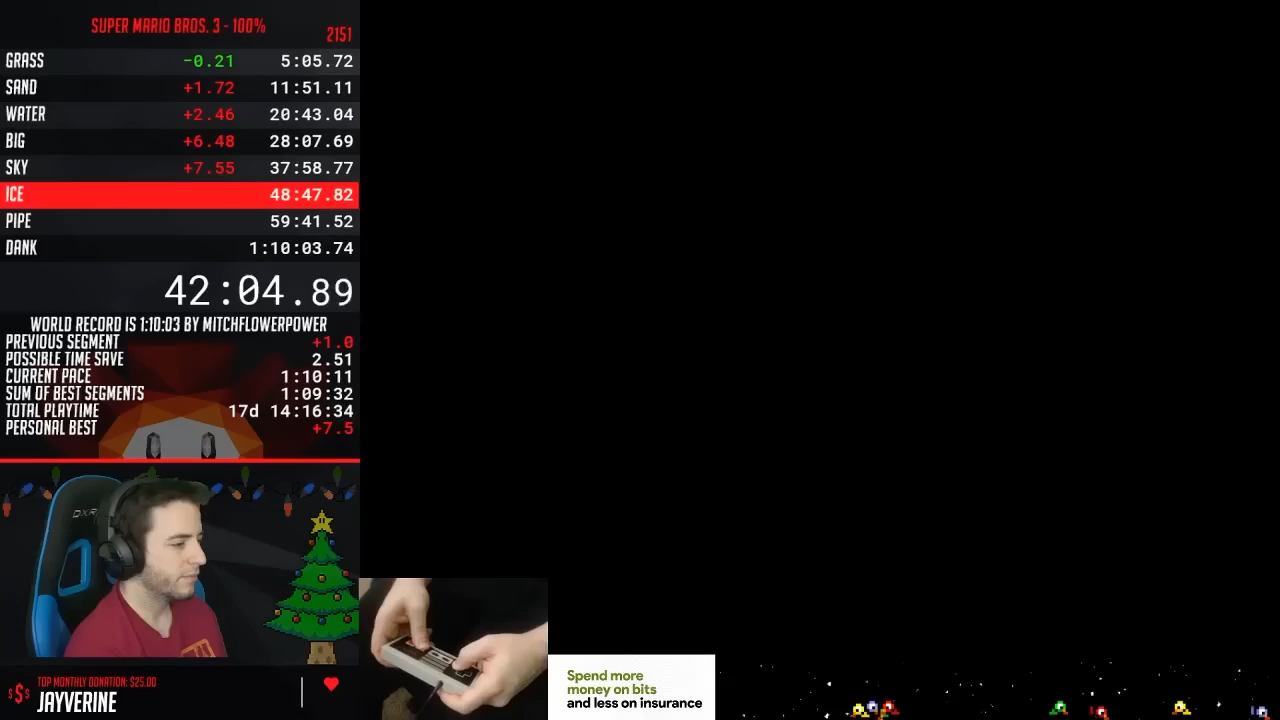 SUPER MARIO BROS. 3 - 100%
2151
GRASS -0.21 5:05.72
SAND +1.72 11:51.11
WATER +2.46 20:43.04
BIG +6.48 28:07.69
SKY +7.55 37:58.77
ICE 48:47.82
PIPE 59:41.52
DANK 1:10:03.74
42:04.89
WORLD RECORD IS 1:10:03 BY MITCHFLOWERPOWER
PREVIOUS SEGMENT +1.0
POSSIBLE TIME SAVE 2.51
CURRENT PACE 1:10:11
SUM OF BEST SEGMENTS 1:09:32
TOTAL PLAYTIME 17d 14:16:34
PERSONAL BEST +7.5
DXR
TOP MONTHLY DONATION: $25.00
JAYVERINE
Spend more
money on bits
and less on insurance